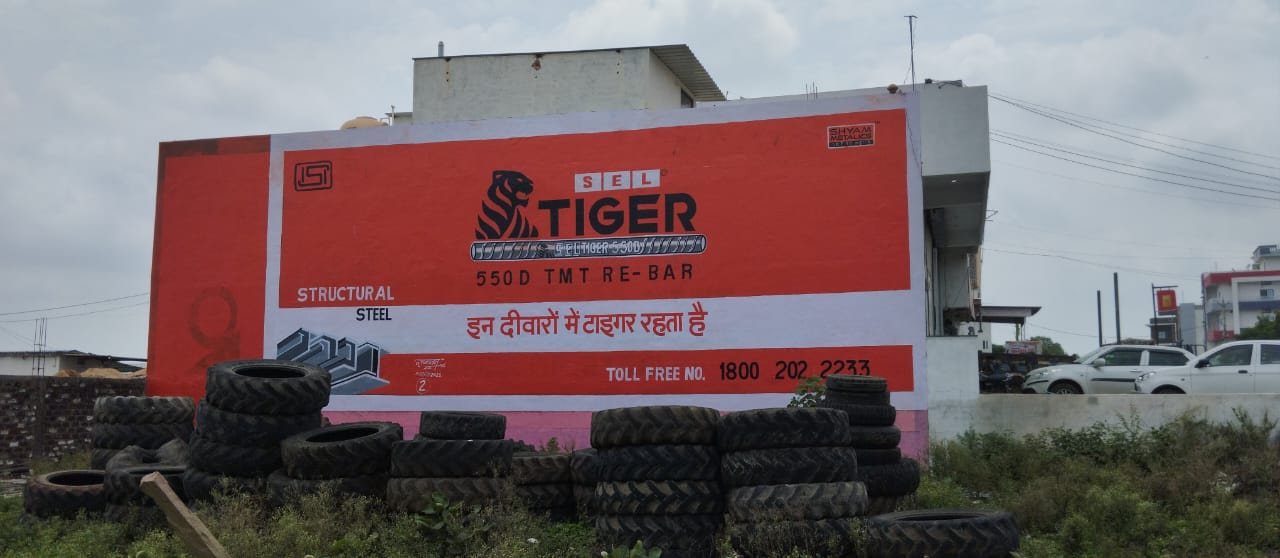 ISI
SEL
TIGER
SEL TIGER 550D
550D TMT RE-BAR
SHYAM
METALICS
STRUCTURAL
STEEL
इन दीवारों में टाइगर रहता है
2
TOLL FREE NO. 1800 202 2233